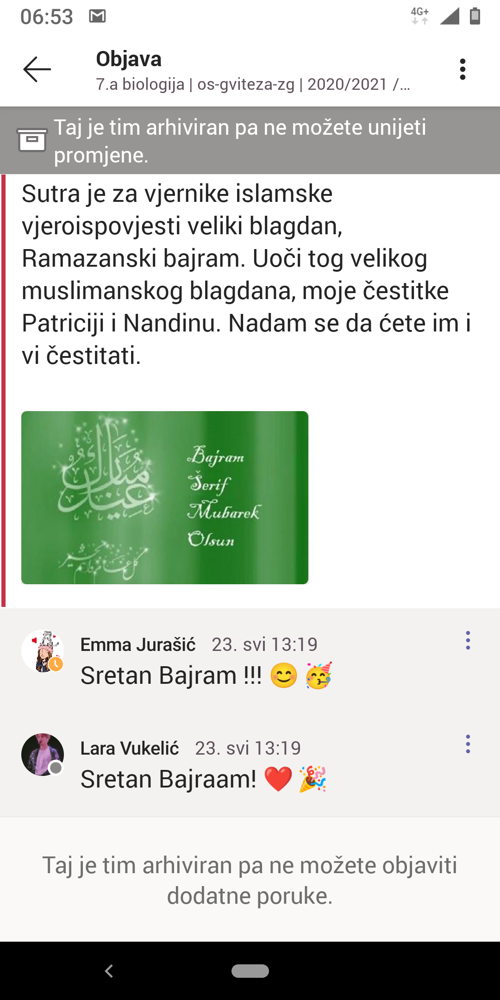 06:53
4G+
Objava
7.a biologija | os-gviteza-zg | 2020/2021 /...
Taj je tim arhiviran pa ne možete unijeti
promjene.
Sutra je za vjernike islamske
vjeroispovjesti veliki blagdan,
Ramazanski bajram. Uoči tog velikog
muslimanskog blagdana, moje čestitke
Patriciji i Nandinu. Nadam se da ćete im i
vi čestitati.
عيد مبارك
Bajram
Šerif
Mubarek
Olsun
Emma Jurašić 23. svi 13:19
Sretan Bajram !!! 😊 🥳
Lara Vukelić 23. svi 13:19
Sretan Bajraam! ❤️ 🎉
Taj je tim arhiviran pa ne možete objaviti
dodatne poruke.